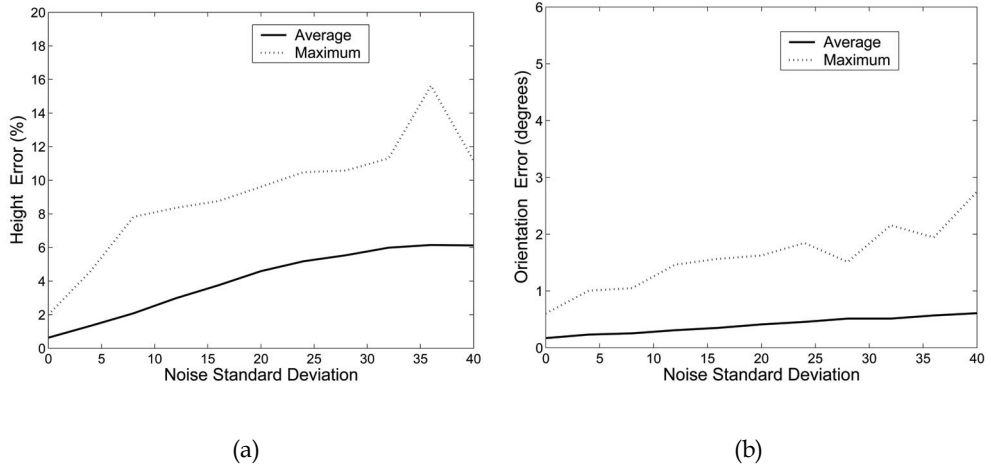 20
18
16
14
12
10
8
6
4
2
0
Height Error (%)
Average
Maximum
0 5 10 15 20 25 30 35 40
Noise Standard Deviation
(a)
6
5
4
3
2
1
0
Orientation Error (degrees)
Average
Maximum
0 5 10 15 20 25 30 35 40
Noise Standard Deviation
(b)